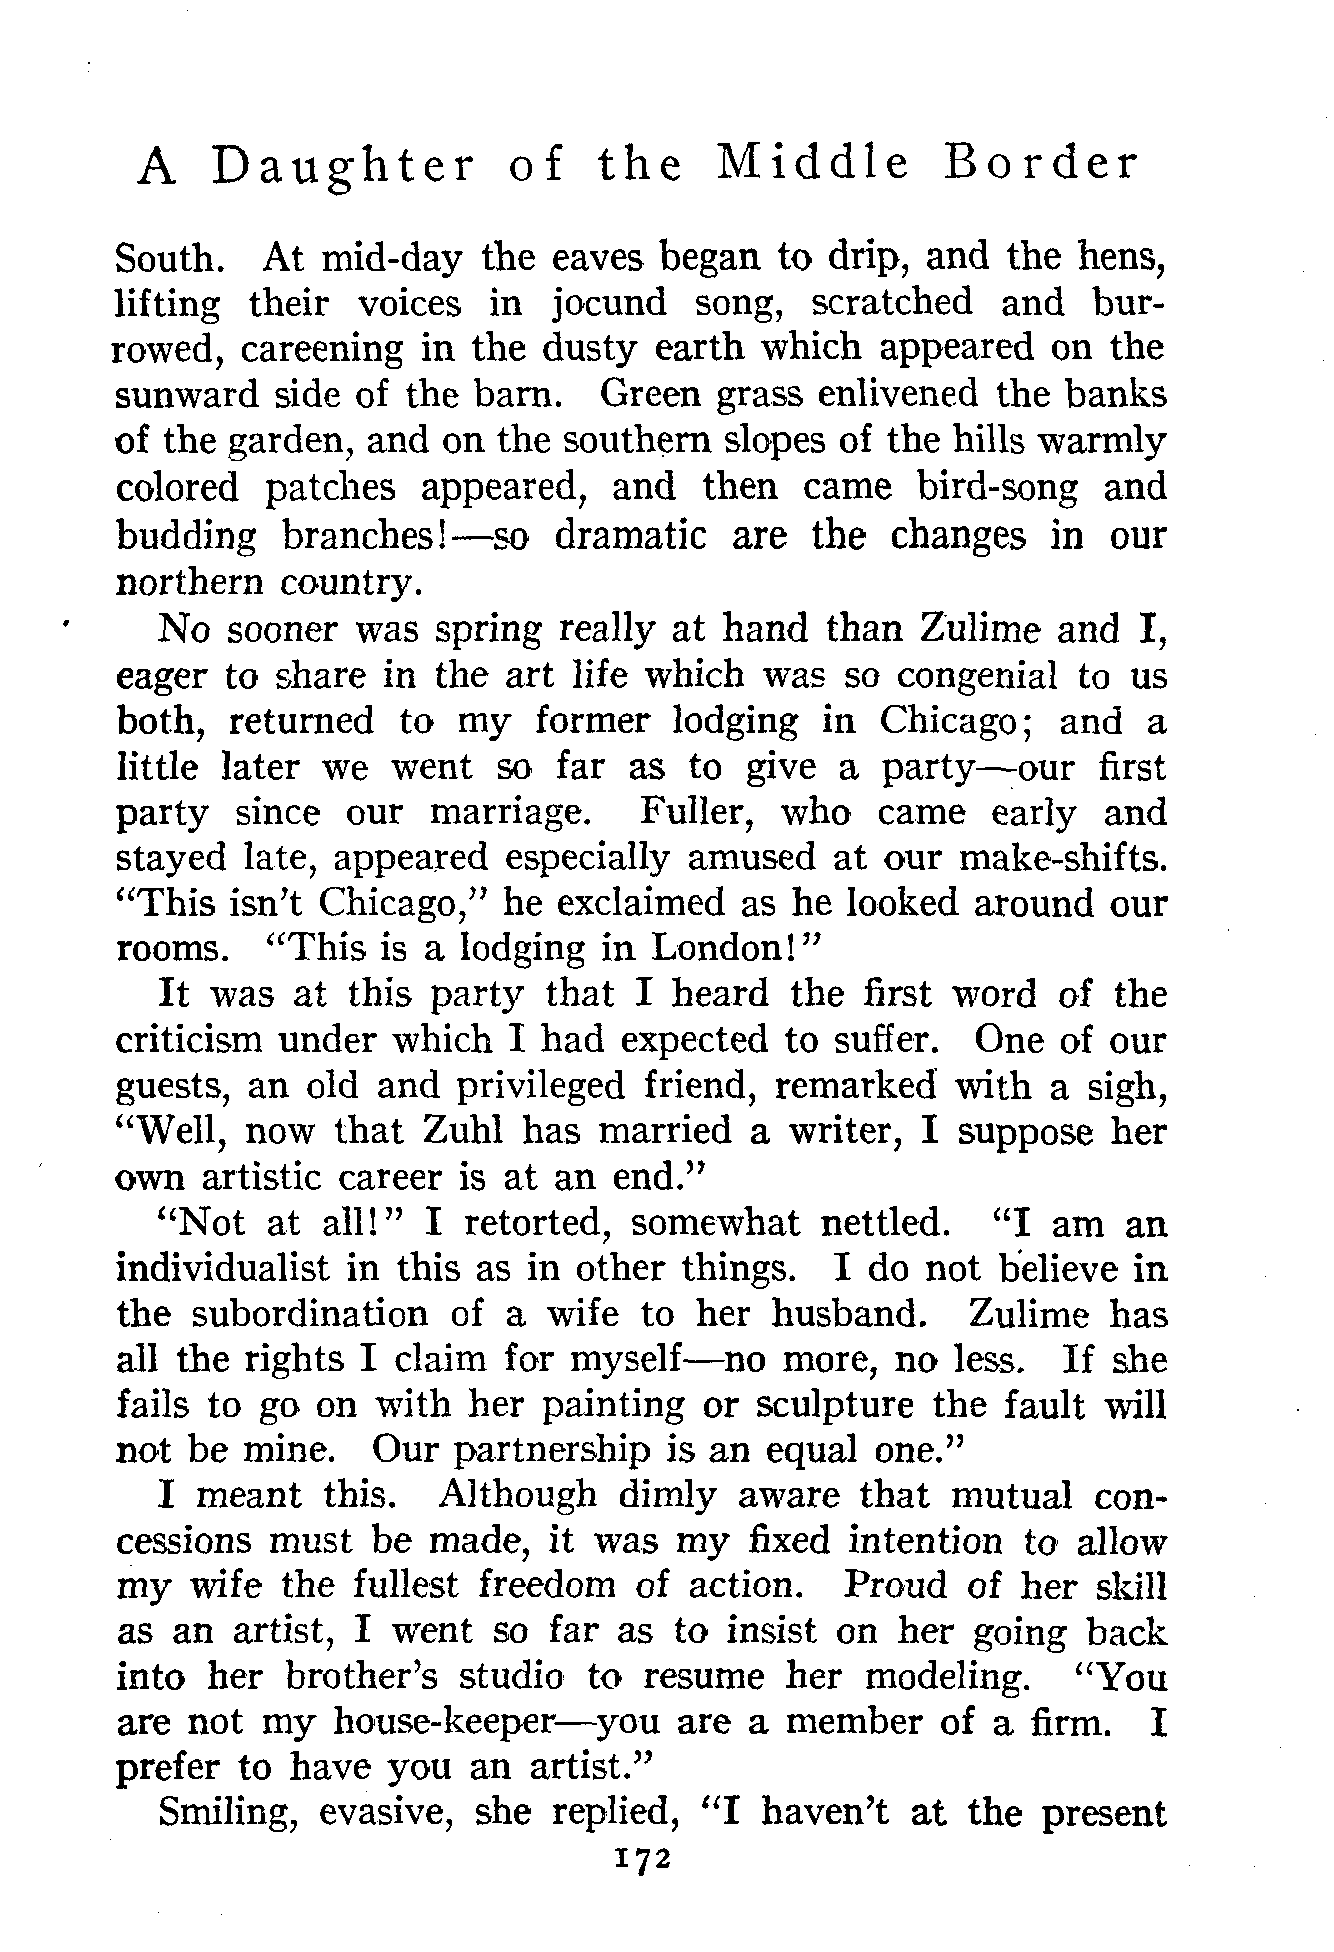 A Daughter of the Middle Border
South. At mid-day the eaves began to drip, and the hens,
lifting their voices in jocund song, scratched and bur-
rowed, careening in the dusty earth which appeared on the
sunward side of the barn. Green grass enlivened the banks
of the garden, and on the southern slopes of the hills warmly
colored patches appeared, and then came bird-song and
budding branches!—so dramatic are the changes in our
northern country.
No sooner was spring really at hand than Zulime and I,
eager to share in the art life which was so congenial to us
both, returned to my former lodging in Chicago; and a
little later we went so far as to give a party—our first
party since our marriage. Fuller, who came early and
stayed late, appeared especially amused at our make-shifts.
“This isn’t Chicago,” he exclaimed as he looked around our
rooms. “This is a lodging in London!”
It was at this party that I heard the first word of the
criticism under which I had expected to suffer. One of our
guests, an old and privileged friend, remarked with a sigh,
“Well, now that Zuhl has married a writer, I suppose her
own artistic career is at an end.”
“Not at all!” I retorted, somewhat nettled. “I am an
individualist in this as in other things. I do not believe in
the subordination of a wife to her husband. Zulime has
all the rights I claim for myself—no more, no less. If she
fails to go on with her painting or sculpture the fault will
not be mine. Our partnership is an equal one.”
I meant this. Although dimly aware that mutual con-
cessions must be made, it was my fixed intention to allow
my wife the fullest freedom of action. Proud of her skill
as an artist, I went so far as to insist on her going back
into her brother’s studio to resume her modeling. “You
are not my house-keeper—you are a member of a firm. I
prefer to have you an artist.”
Smiling, evasive, she replied, “I haven’t at the present
172